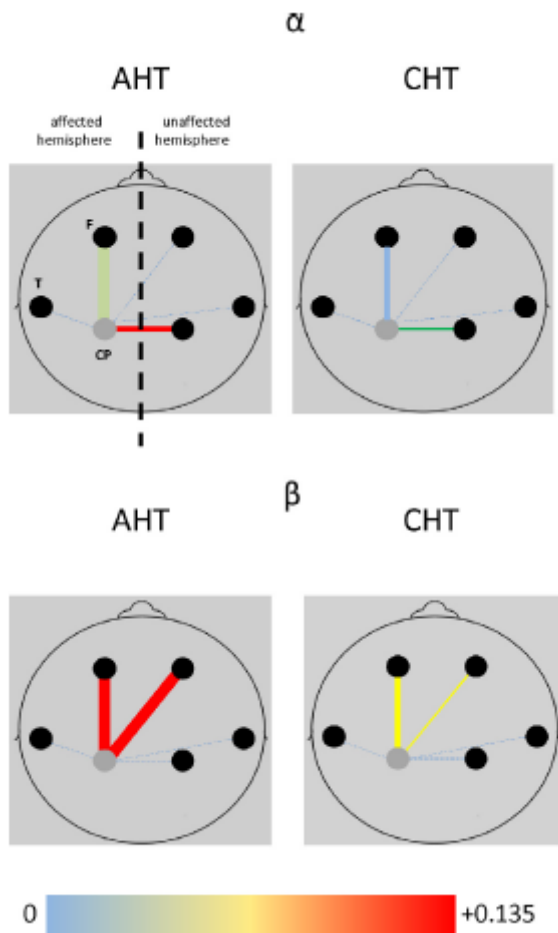 α
AHT CHT
affected unaffected
hemisphere hemisphere
F
T
CP
β
AHT CHT
0 +0.135